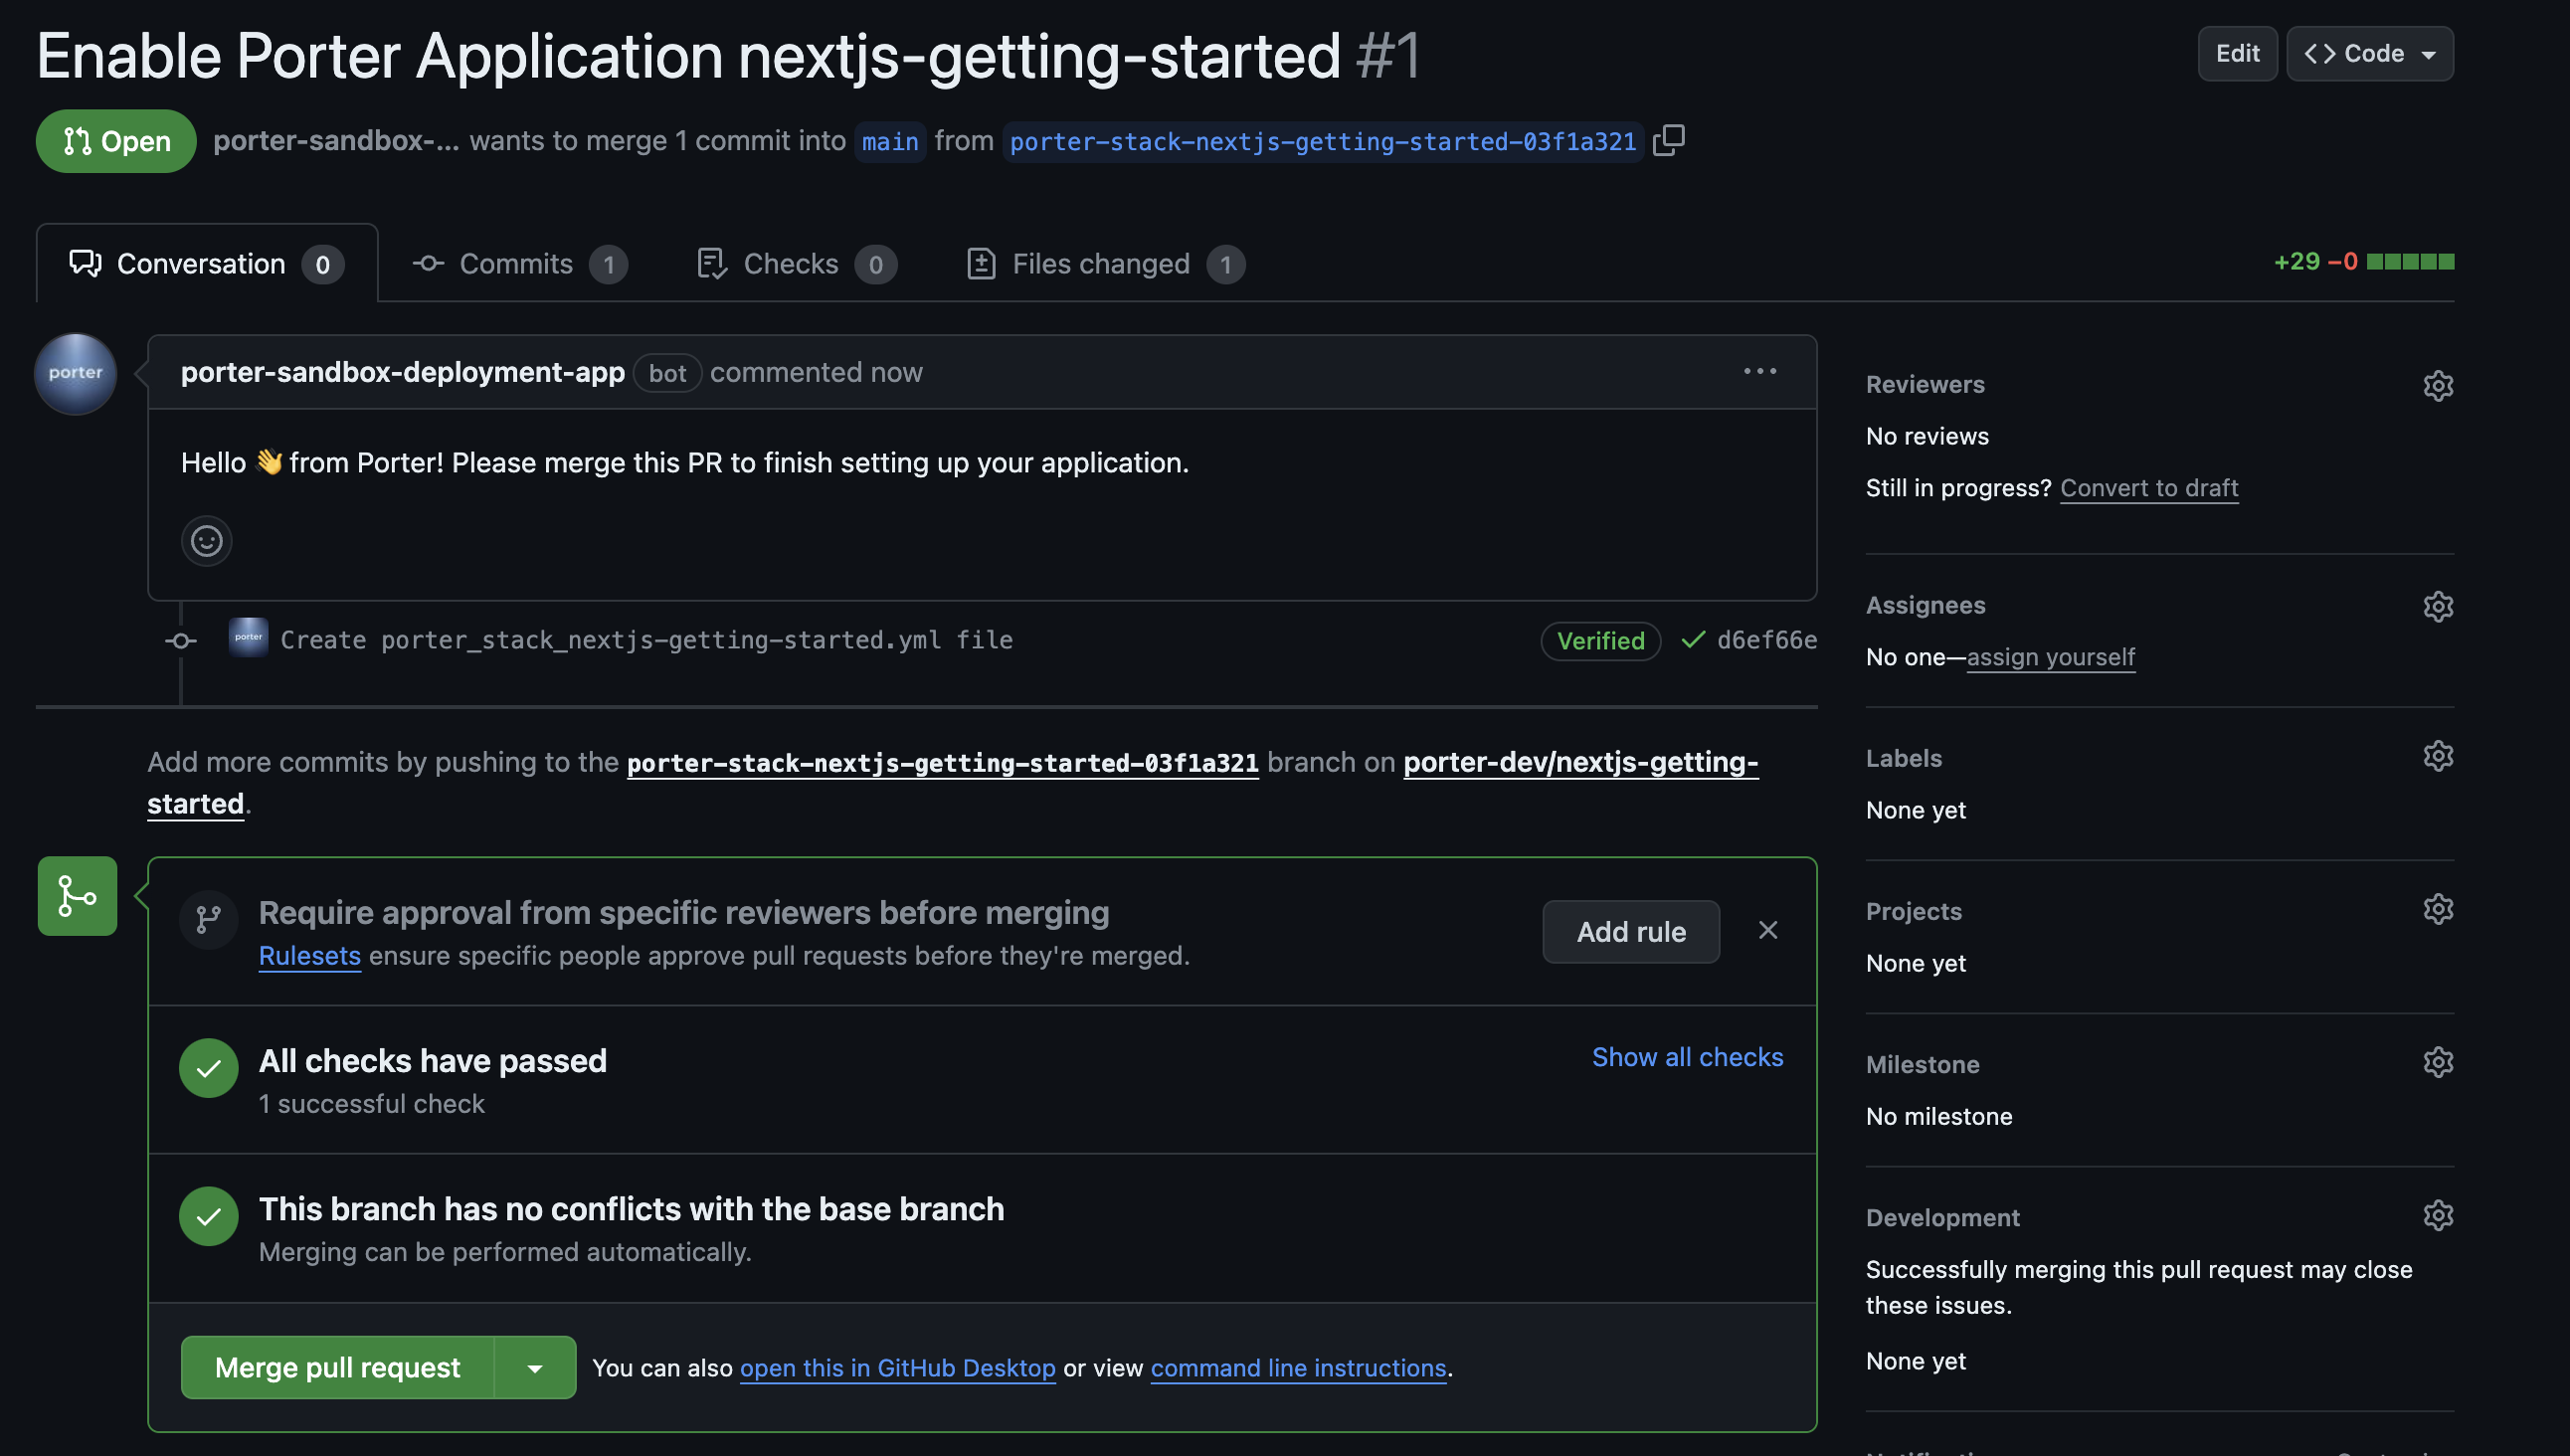 Enable Porter Application nextjs-getting-started #1
Edit
<> Code
Open
porter-sandbox-... wants to merge 1 commit into main from porter-stack-nextjs-getting-started-03f1a321
Conversation 0
Commits 1
Checks 0
Files changed 1
+29 −0
porter
porter-sandbox-deployment-app bot commented now
Hello 👋 from Porter! Please merge this PR to finish setting up your application.
porter
Create porter_stack_nextjs-getting-started.yml file
Verified
d6ef66e
Add more commits by pushing to the porter-stack-nextjs-getting-started-03f1a321 branch on porter-dev/nextjs-getting-
started.
Require approval from specific reviewers before merging
Rulesets ensure specific people approve pull requests before they're merged.
Add rule
All checks have passed
1 successful check
Show all checks
This branch has no conflicts with the base branch
Merging can be performed automatically.
Merge pull request
You can also open this in GitHub Desktop or view command line instructions.
Reviewers
No reviews
Still in progress? Convert to draft
Assignees
No one—assign yourself
Labels
None yet
Projects
None yet
Milestone
No milestone
Development
Successfully merging this pull request may close
these issues.
None yet